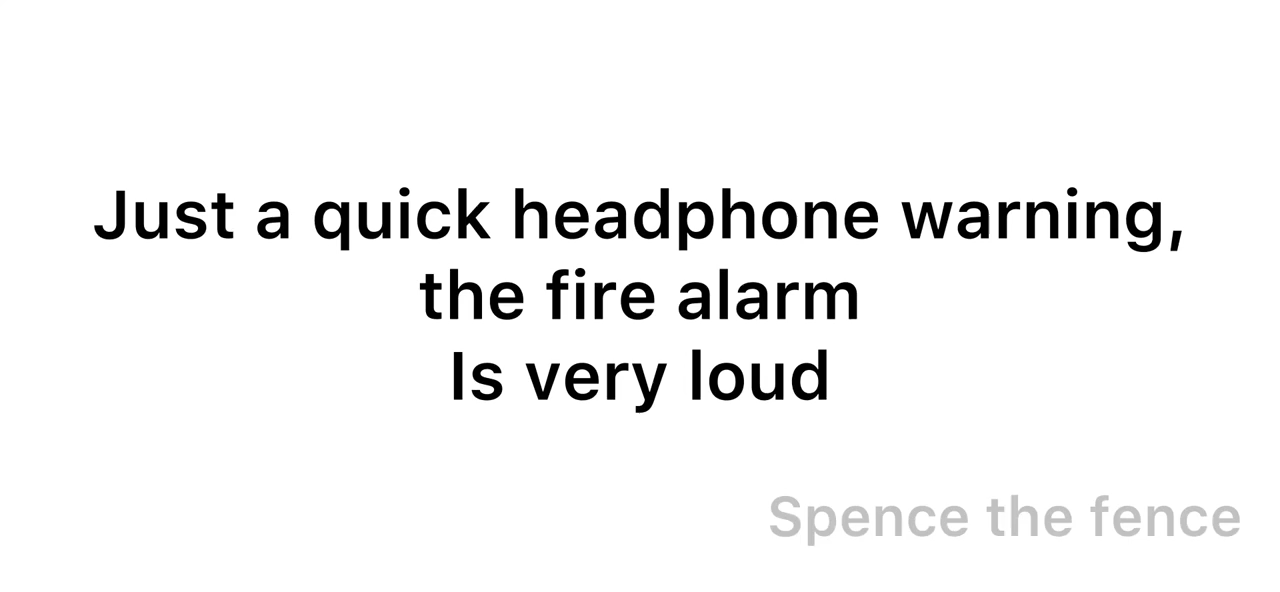 Just a quick headphone warning,
the fire alarm
Is very loud
Spence the fence